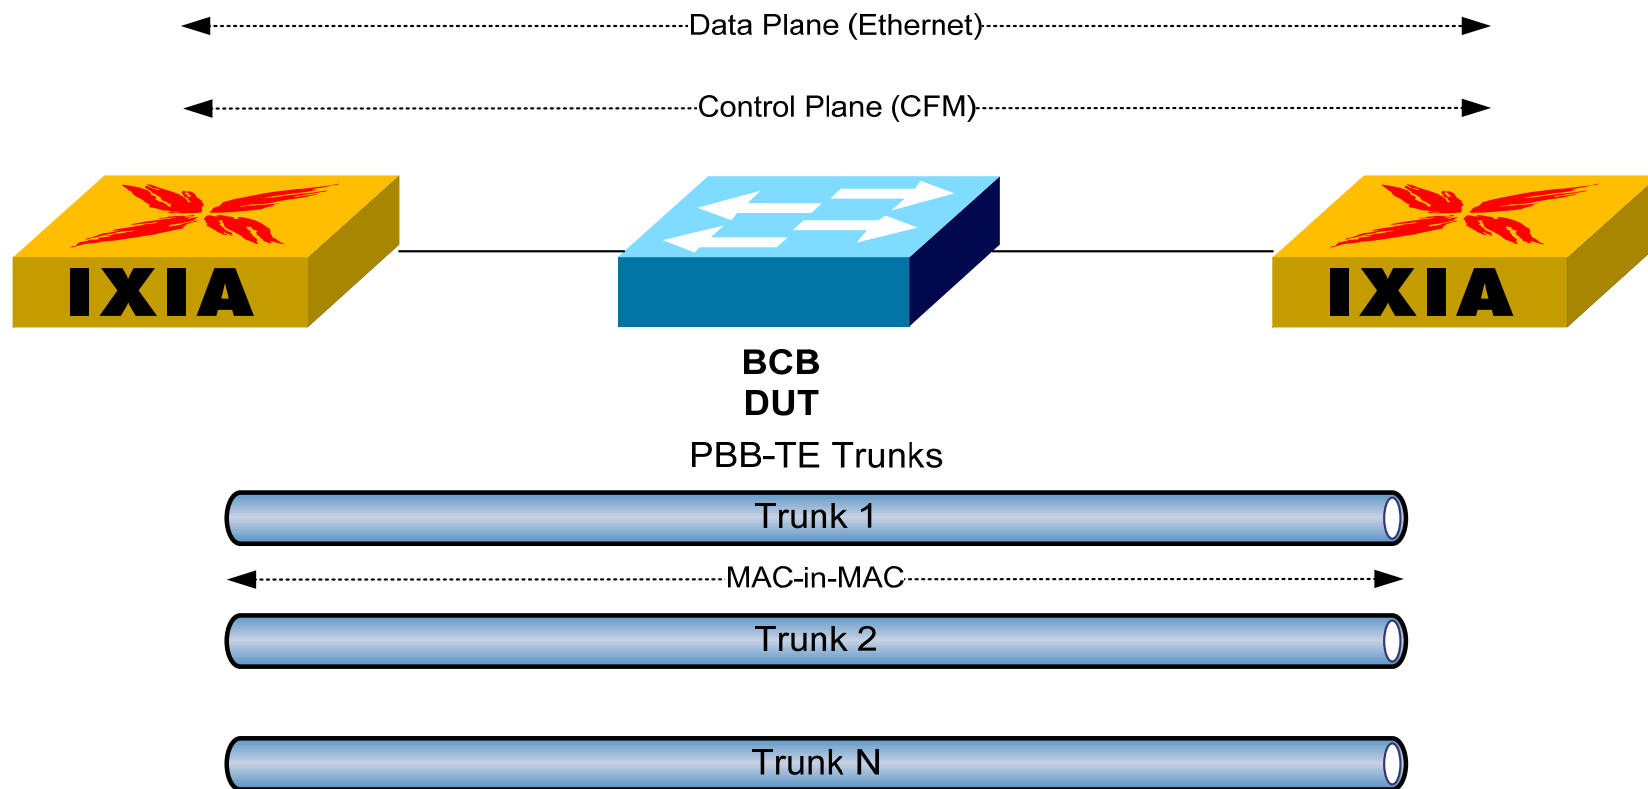 Data Plane (Ethernet)
Control Plane (CFM)
IXIA
IXIA
BCB
DUT
PBB-TE Trunks
Trunk 1
MAC-in-MAC
Trunk 2
Trunk N